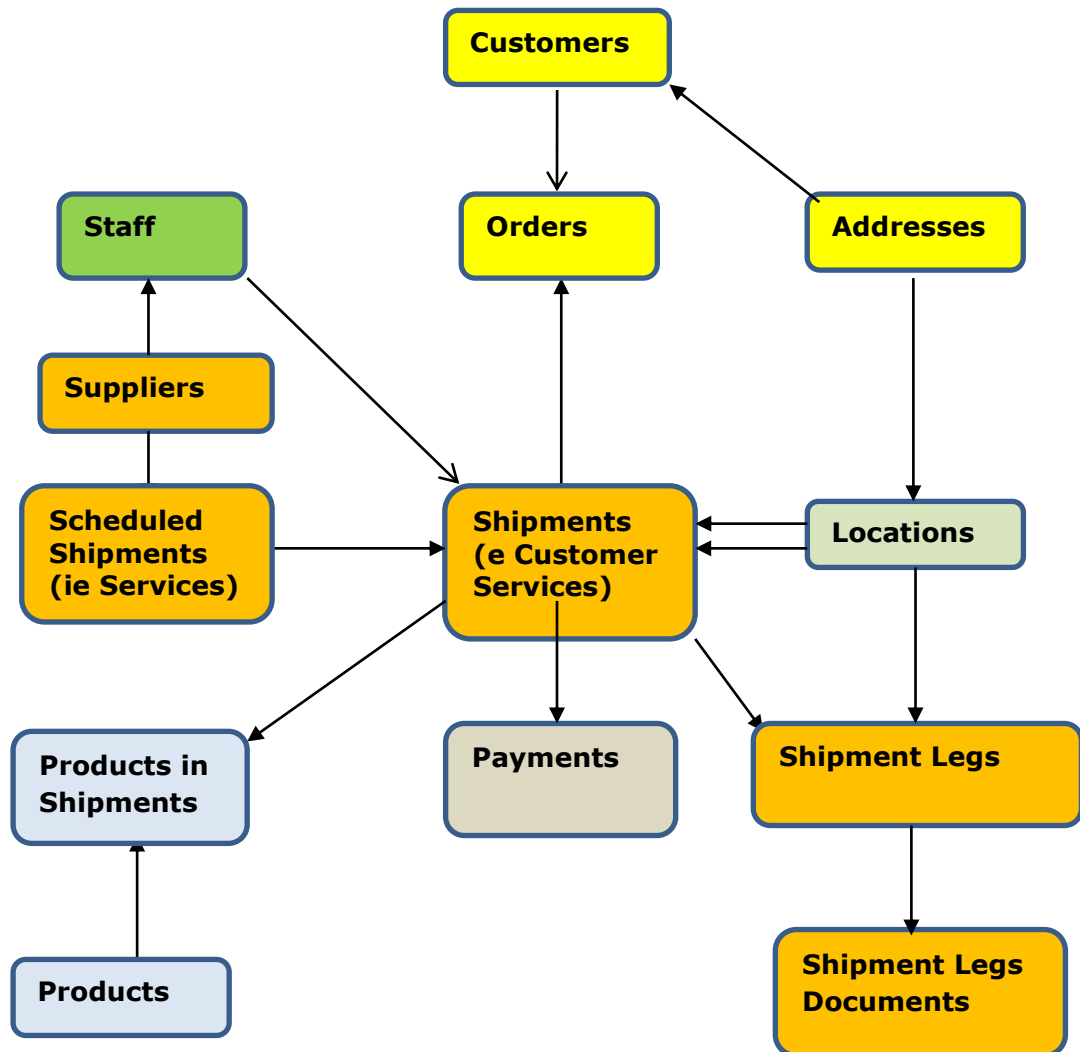 Customers
Staff
Orders
Addresses
Suppliers
Scheduled
Shipments
(ie Services)
Shipments
(e Customer
Services)
Locations
Products in
Shipments
Payments
Shipment Legs
Products
Shipment Legs
Documents